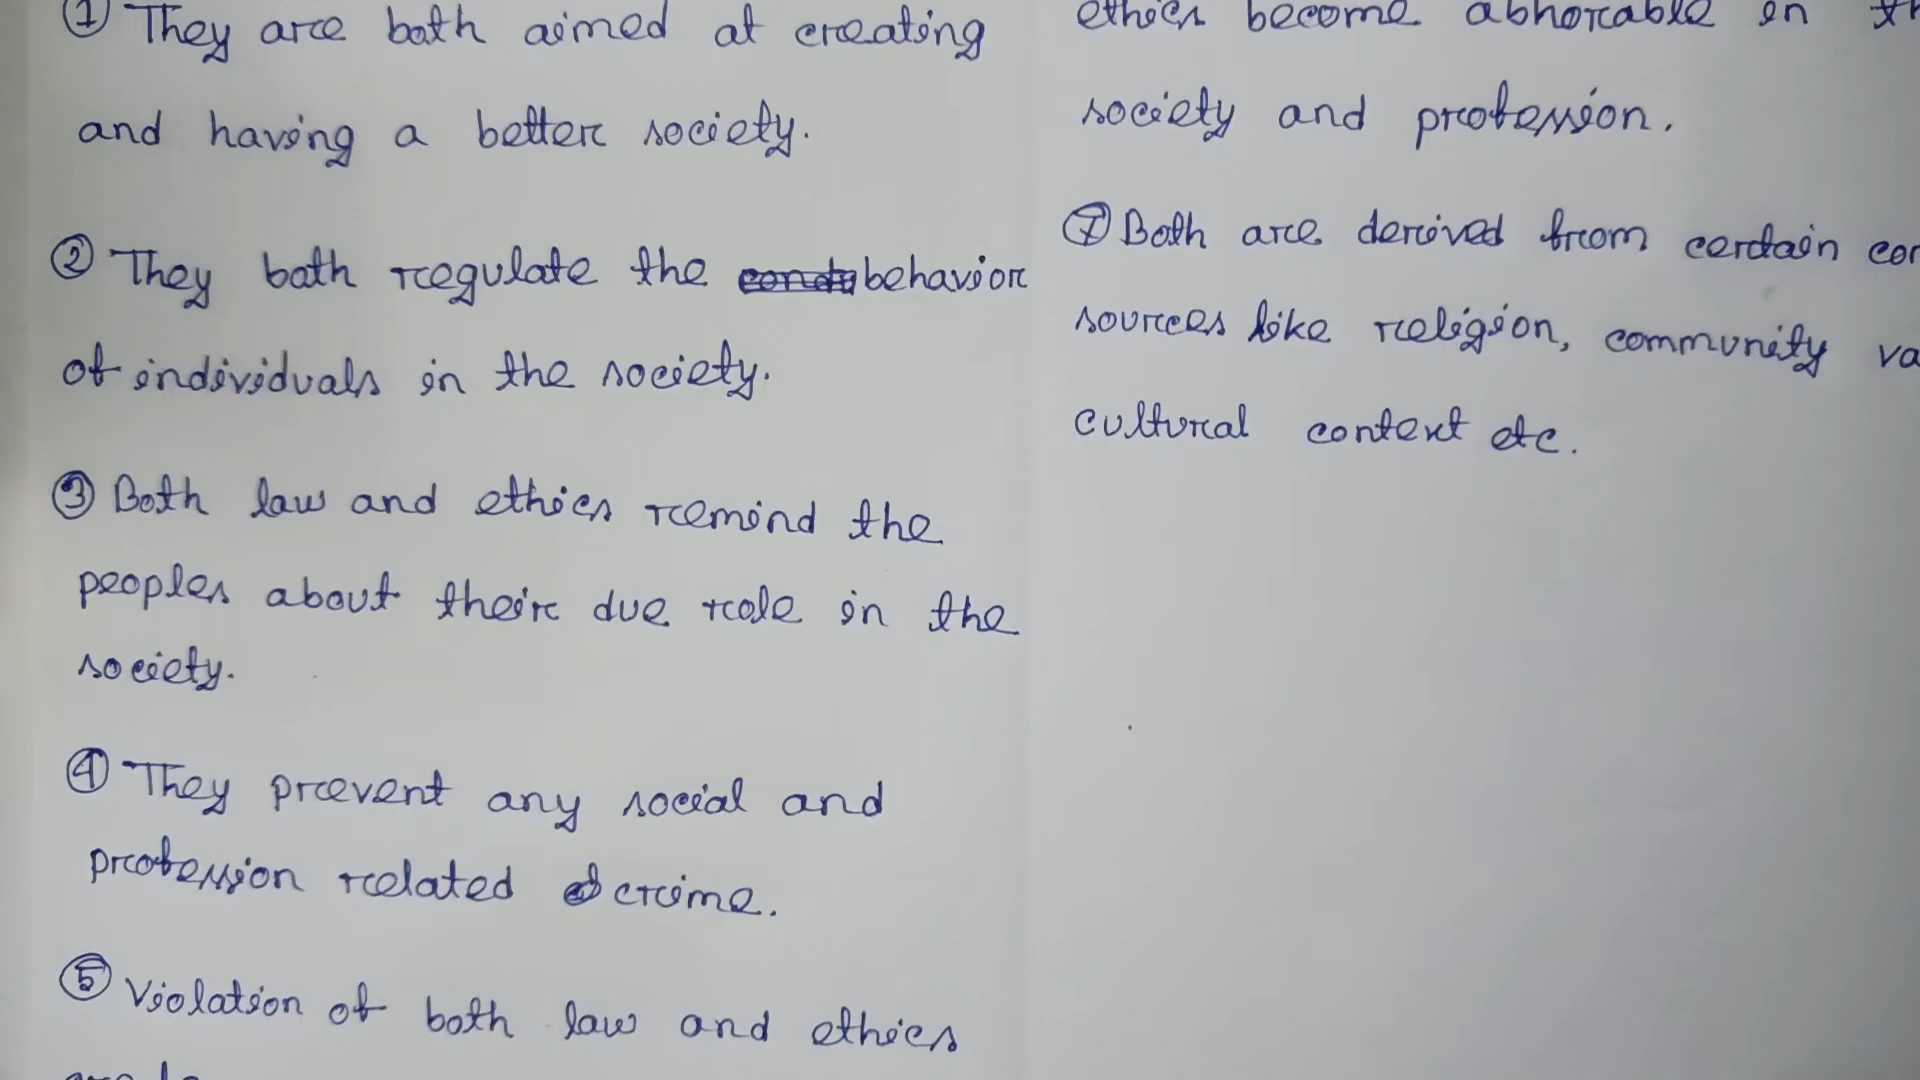 ① They are both aimed at creating
and having a better society.
② They both regulate the behavior
of individuals in the society.
③ Both law and ethics remind the
peoples about their due role in the
society.
④ They prevent any social and
profession related crime.
⑤ Violation of both law and ethics
ethics become abhorable in
society and profession.
⑦ Both are derived from certain
sources like religion, community
cultural context etc.